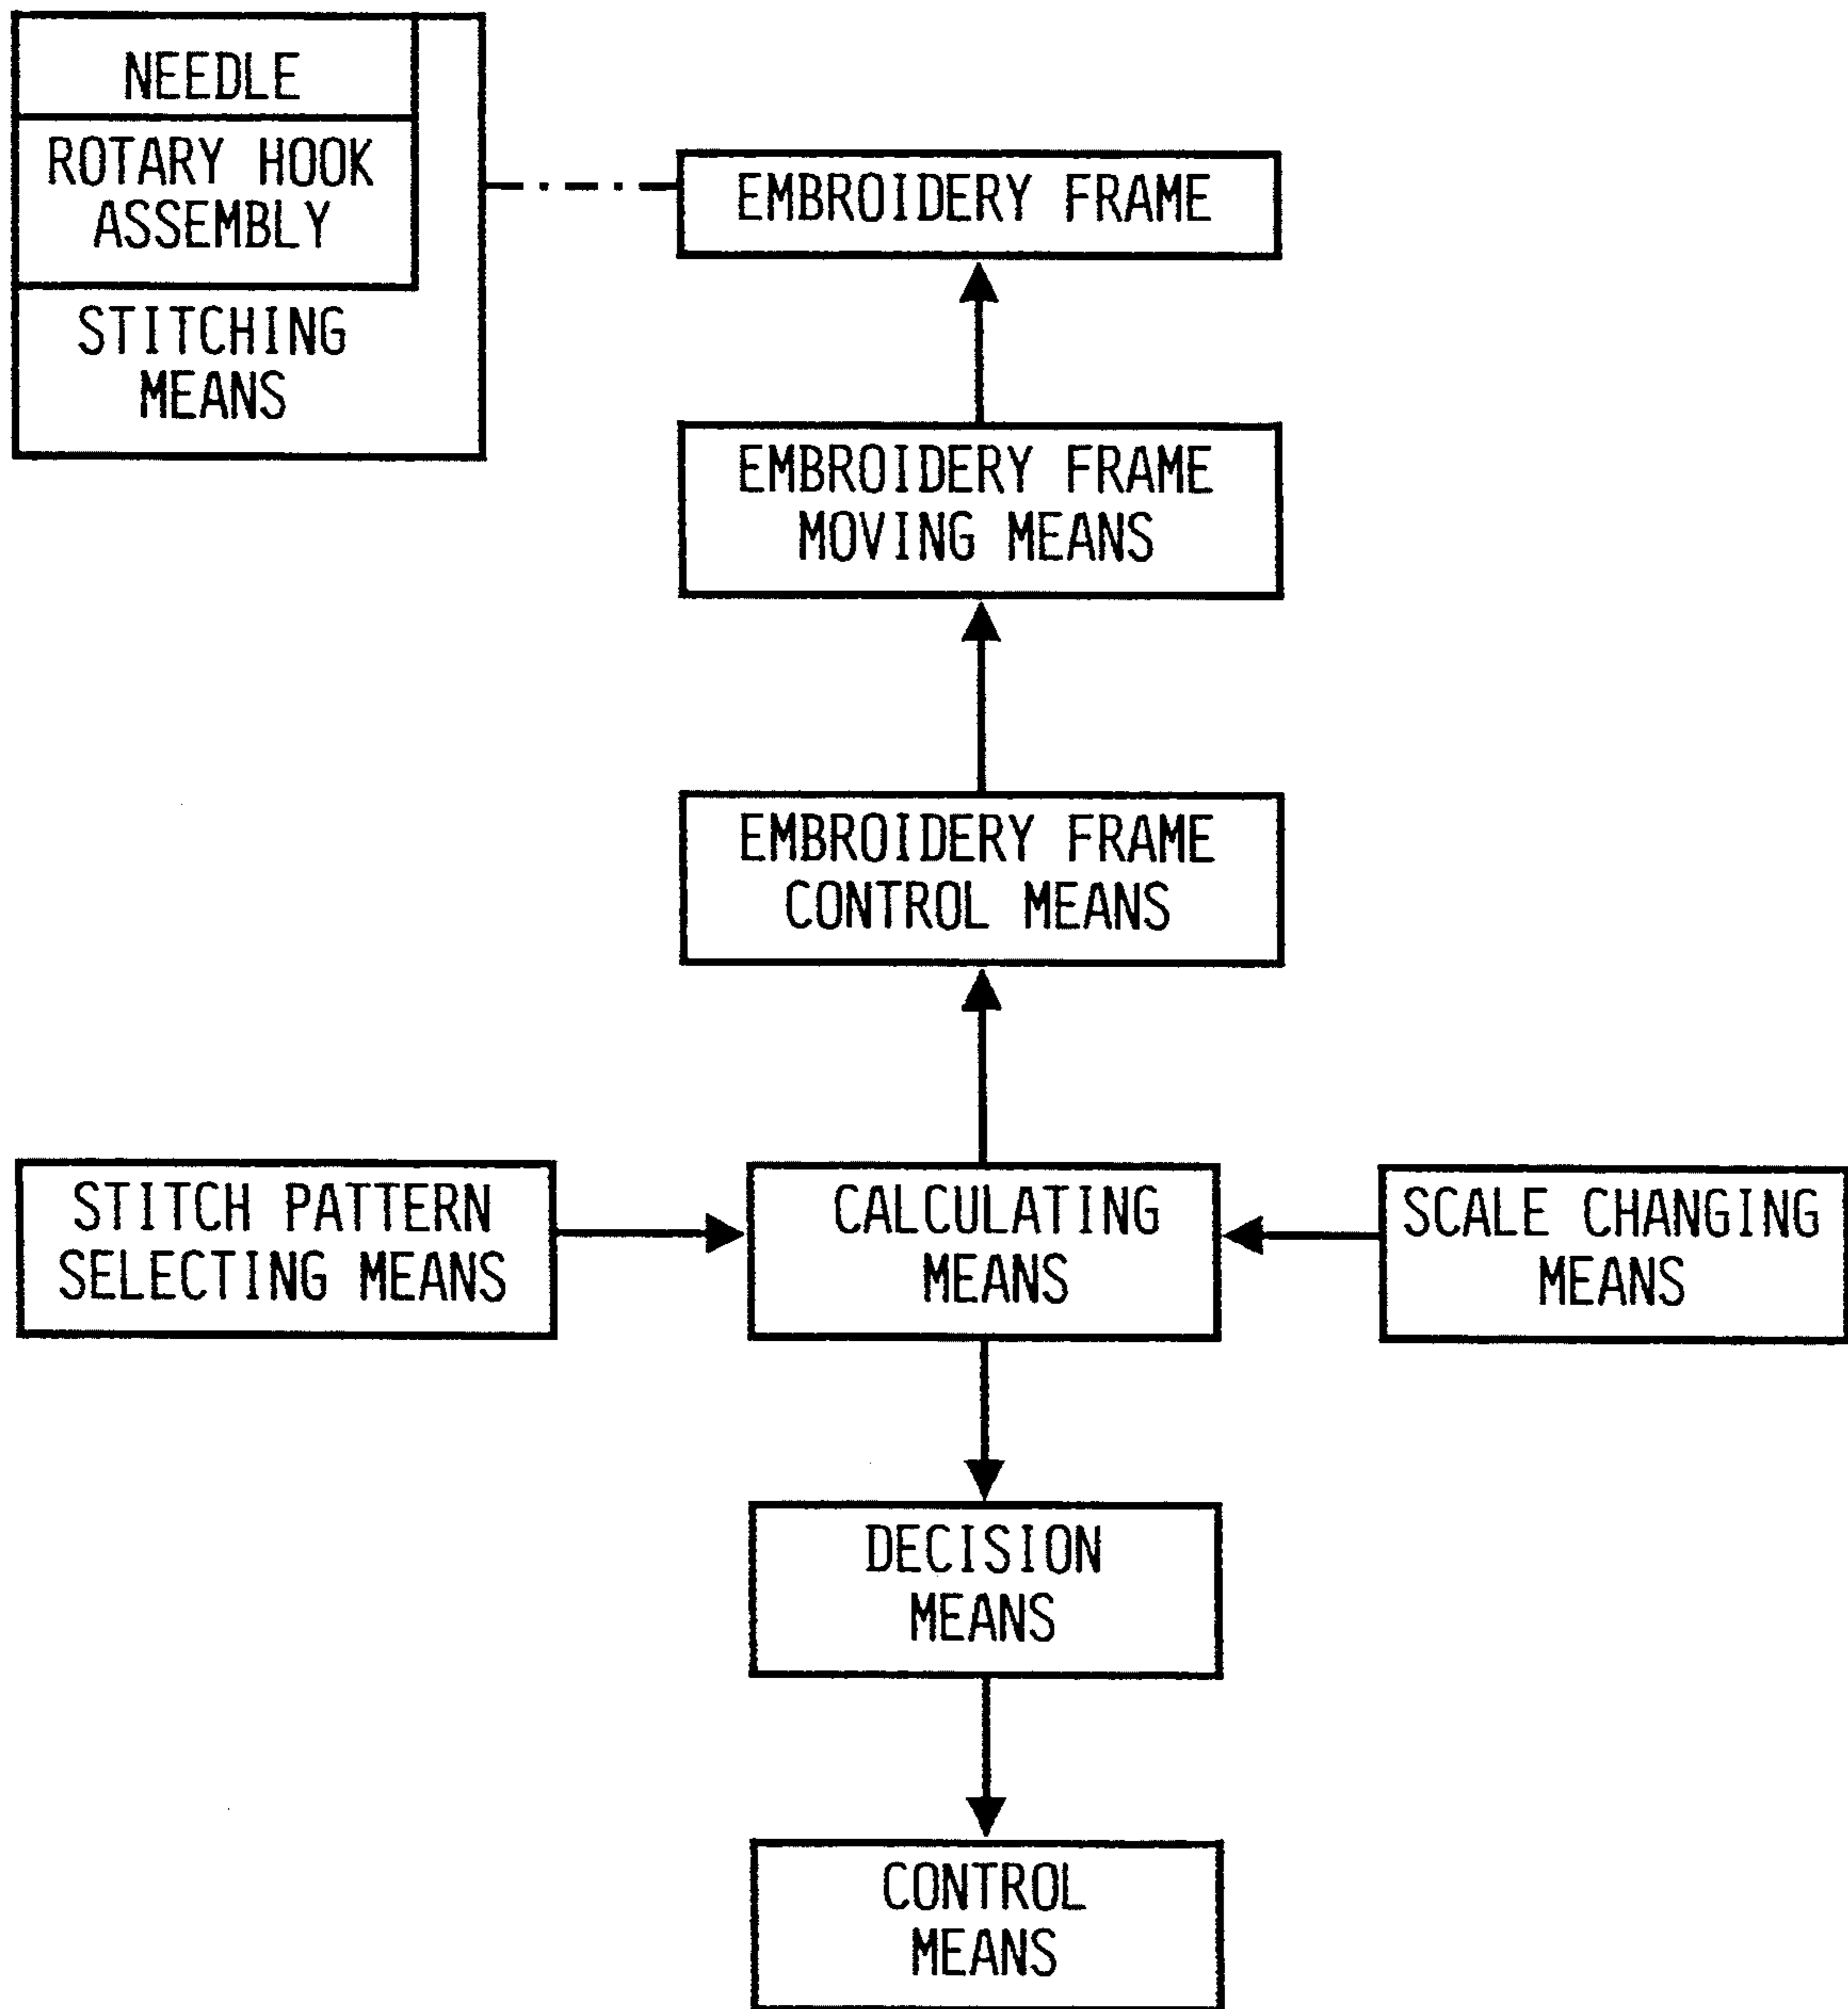 NEEDLE
ROTARY HOOK
ASSEMBLY
STITCHING
MEANS
EMBROIDERY FRAME
EMBROIDERY FRAME
MOVING MEANS
EMBROIDERY FRAME
CONTROL MEANS
STITCH PATTERN
SELECTING MEANS
CALCULATING
MEANS
SCALE CHANGING
MEANS
DECISION
MEANS
CONTROL
MEANS